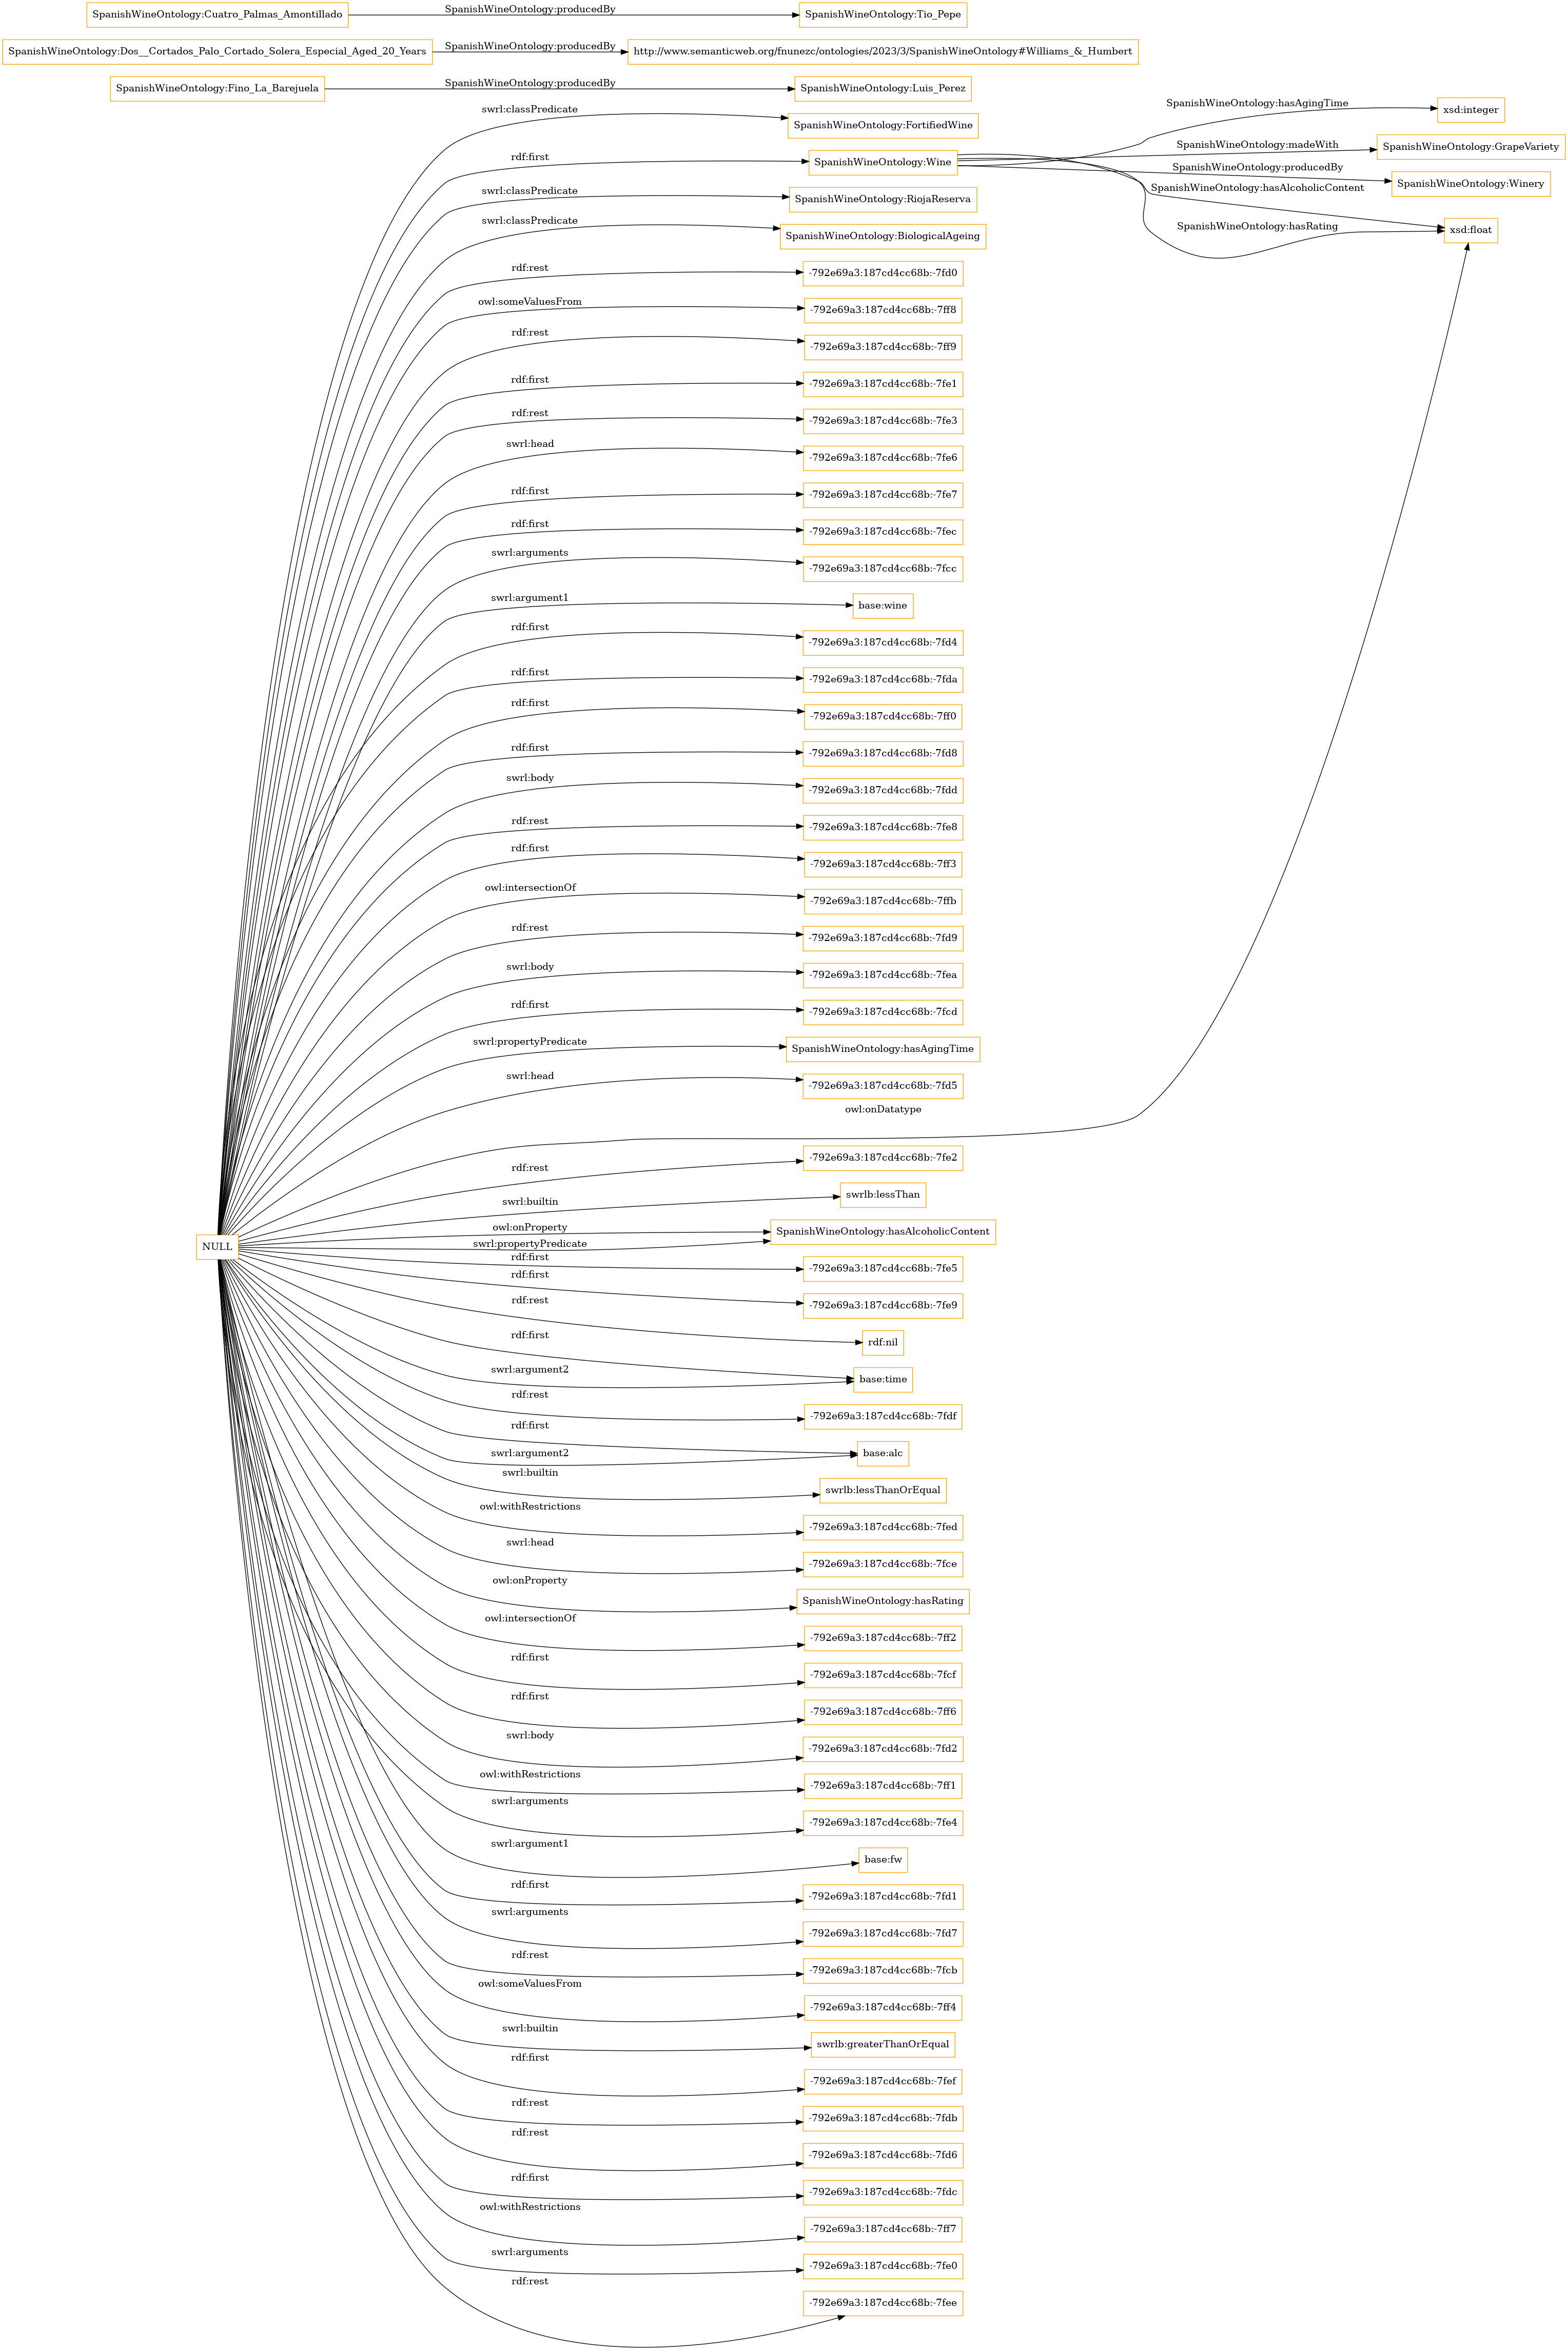 SpanishWineOntology:Cuatro_Palmas_Amontillado
SpanishWineOntology:producedBy
SpanishWineOntology:Tio_Pepe
SpanishWineOntology:Dos__Cortados_Palo_Cortado_Solera_Especial_Aged_20_Years
SpanishWineOntology:producedBy
http://www.semanticweb.org/fnunezc/ontologies/2023/3/SpanishWineOntology#Williams_&_Humbert
SpanishWineOntology:Fino_La_Barejuela
SpanishWineOntology:producedBy
SpanishWineOntology:Luis_Perez
swrl:classPredicate
SpanishWineOntology:FortifiedWine
rdf:first
SpanishWineOntology:Wine
SpanishWineOntology:hasAgingTime
xsd:integer
SpanishWineOntology:madeWith
SpanishWineOntology:GrapeVariety
SpanishWineOntology:producedBy
SpanishWineOntology:Winery
SpanishWineOntology:hasAlcoholicContent
SpanishWineOntology:hasRating
xsd:float
swrl:classPredicate
SpanishWineOntology:RiojaReserva
swrl:classPredicate
SpanishWineOntology:BiologicalAgeing
rdf:rest
-792e69a3:187cd4cc68b:-7fd0
owl:someValuesFrom
-792e69a3:187cd4cc68b:-7ff8
rdf:rest
-792e69a3:187cd4cc68b:-7ff9
rdf:first
-792e69a3:187cd4cc68b:-7fe1
rdf:rest
-792e69a3:187cd4cc68b:-7fe3
swrl:head
-792e69a3:187cd4cc68b:-7fe6
rdf:first
-792e69a3:187cd4cc68b:-7fe7
rdf:first
-792e69a3:187cd4cc68b:-7fec
swrl:arguments
-792e69a3:187cd4cc68b:-7fcc
swrl:argument1
base:wine
rdf:first
-792e69a3:187cd4cc68b:-7fd4
rdf:first
-792e69a3:187cd4cc68b:-7fda
rdf:first
-792e69a3:187cd4cc68b:-7ff0
rdf:first
-792e69a3:187cd4cc68b:-7fd8
swrl:body
-792e69a3:187cd4cc68b:-7fdd
rdf:rest
-792e69a3:187cd4cc68b:-7fe8
rdf:first
-792e69a3:187cd4cc68b:-7ff3
owl:intersectionOf
-792e69a3:187cd4cc68b:-7ffb
rdf:rest
-792e69a3:187cd4cc68b:-7fd9
swrl:body
-792e69a3:187cd4cc68b:-7fea
rdf:first
-792e69a3:187cd4cc68b:-7fcd
swrl:propertyPredicate
SpanishWineOntology:hasAgingTime
swrl:head
-792e69a3:187cd4cc68b:-7fd5
owl:onDatatype
rdf:rest
-792e69a3:187cd4cc68b:-7fe2
swrl:builtin
swrlb:lessThan
owl:onProperty
SpanishWineOntology:hasAlcoholicContent
swrl:propertyPredicate
NULL
rdf:first
-792e69a3:187cd4cc68b:-7fe5
rdf:first
-792e69a3:187cd4cc68b:-7fe9
rdf:rest
rdf:nil
rdf:first
base:time
swrl:argument2
rdf:rest
-792e69a3:187cd4cc68b:-7fdf
rdf:first
base:alc
swrl:argument2
swrl:builtin
swrlb:lessThanOrEqual
owl:withRestrictions
-792e69a3:187cd4cc68b:-7fed
swrl:head
-792e69a3:187cd4cc68b:-7fce
owl:onProperty
SpanishWineOntology:hasRating
owl:intersectionOf
-792e69a3:187cd4cc68b:-7ff2
rdf:first
-792e69a3:187cd4cc68b:-7fcf
rdf:first
-792e69a3:187cd4cc68b:-7ff6
swrl:body
-792e69a3:187cd4cc68b:-7fd2
owl:withRestrictions
-792e69a3:187cd4cc68b:-7ff1
swrl:arguments
-792e69a3:187cd4cc68b:-7fe4
swrl:argument1
base:fw
rdf:first
-792e69a3:187cd4cc68b:-7fd1
swrl:arguments
-792e69a3:187cd4cc68b:-7fd7
rdf:rest
-792e69a3:187cd4cc68b:-7fcb
owl:someValuesFrom
-792e69a3:187cd4cc68b:-7ff4
swrl:builtin
swrlb:greaterThanOrEqual
rdf:first
-792e69a3:187cd4cc68b:-7fef
rdf:rest
-792e69a3:187cd4cc68b:-7fdb
rdf:rest
-792e69a3:187cd4cc68b:-7fd6
rdf:first
-792e69a3:187cd4cc68b:-7fdc
owl:withRestrictions
-792e69a3:187cd4cc68b:-7ff7
swrl:arguments
-792e69a3:187cd4cc68b:-7fe0
rdf:rest
-792e69a3:187cd4cc68b:-7fee